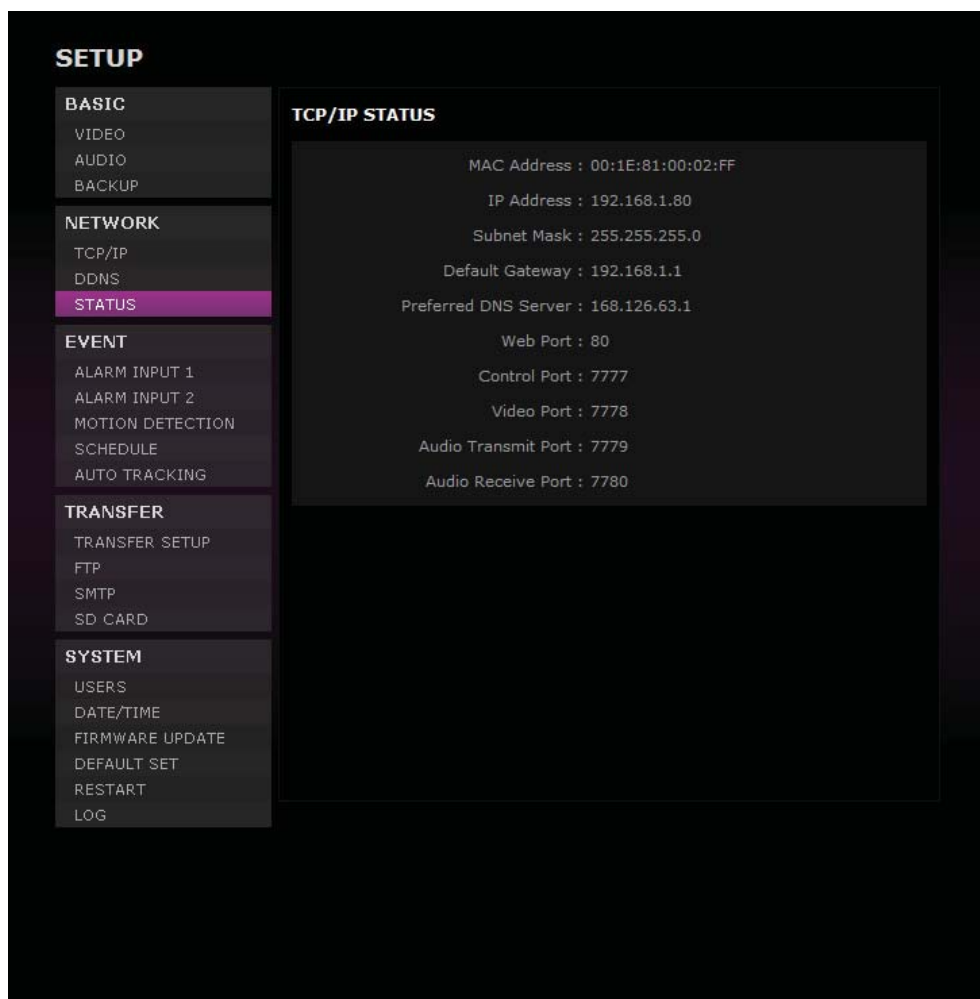 SETUP
BASIC
VIDEO
AUDIO
BACKUP
NETWORK
TCP/IP
DDNS
STATUS
EVENT
ALARM INPUT 1
ALARM INPUT 2
MOTION DETECTION
SCHEDULE
AUTO TRACKING
TRANSFER
TRANSFER SETUP
FTP
SMTP
SD CARD
SYSTEM
USERS
DATE/TIME
FIRMWARE UPDATE
DEFAULT SET
RESTART
LOG
TCP/IP STATUS
MAC Address : 00:1E:81:00:02:FF
IP Address : 192.168.1.80
Subnet Mask : 255.255.255.0
Default Gateway : 192.168.1.1
Preferred DNS Server : 168.126.63.1
Web Port : 80
Control Port : 7777
Video Port : 7778
Audio Transmit Port : 7779
Audio Receive Port : 7780